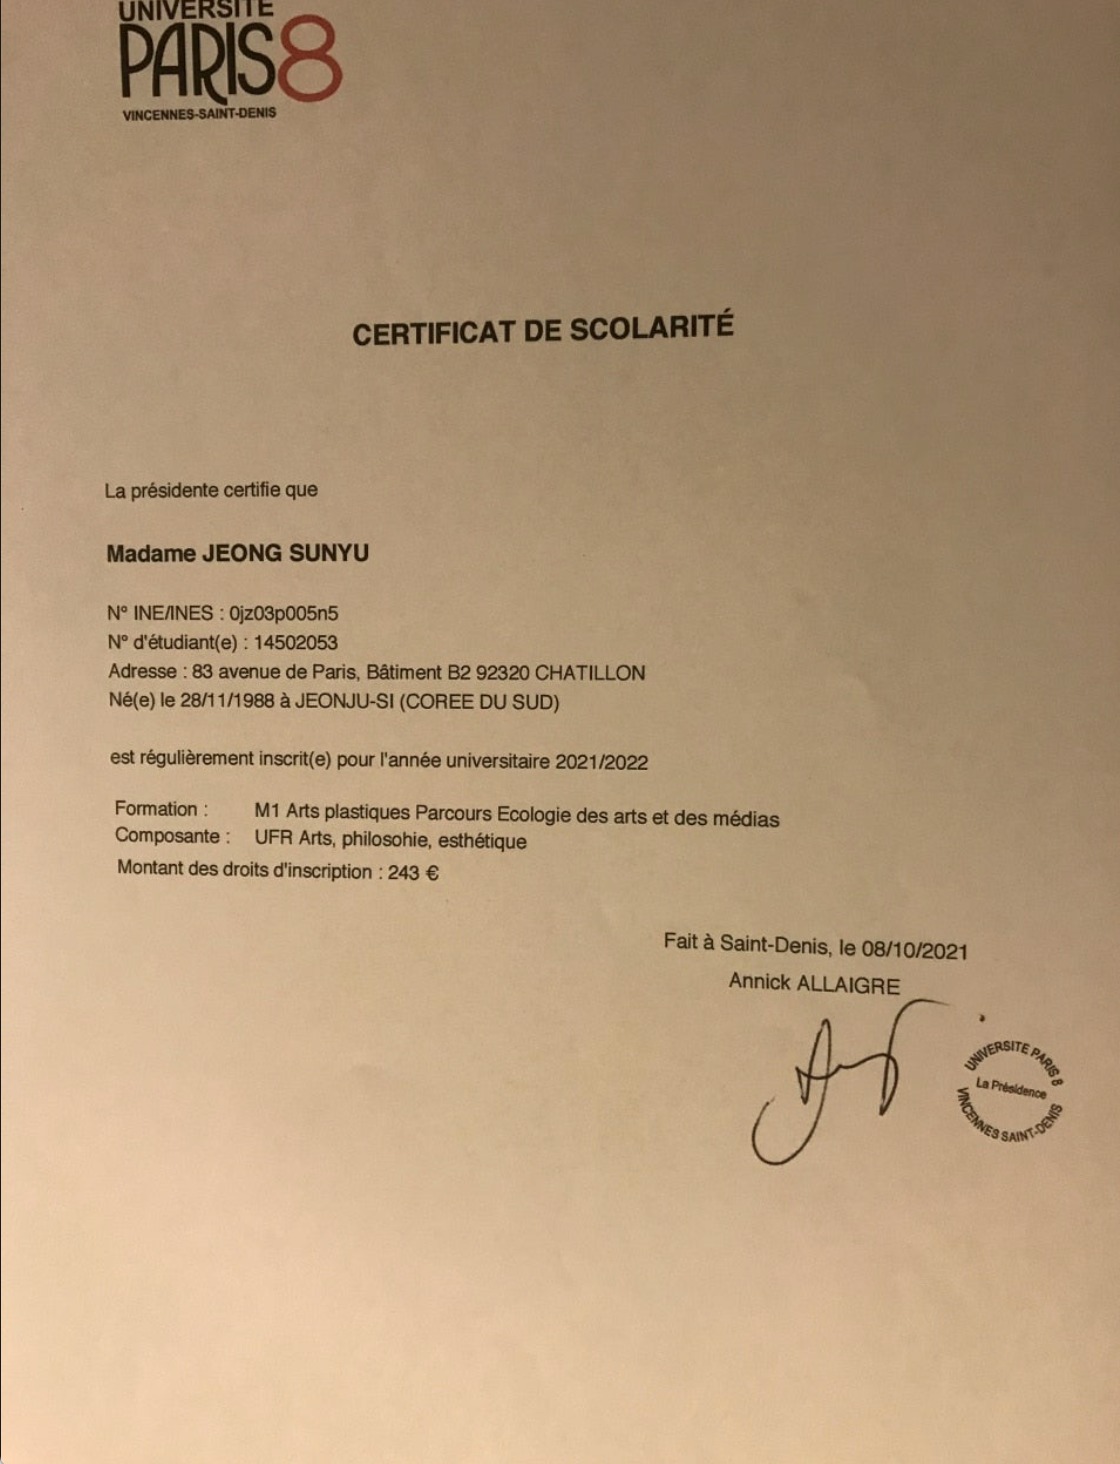 UNIVERSITE
PARIS8
VINCENNES-SAINT-DENIS
CERTIFICAT DE SCOLARITÉ
La présidente certifie que
Madame JEONG SUNYU
N° INE/INES : 0jz03p005n5
N° d'étudiant(e) : 14502053
Adresse : 83 avenue de Paris, Bâtiment B2 92320 CHATILLON
Né(e) le 28/11/1988 à JEONJU-SI (COREE DU SUD)
est régulièrement inscrit(e) pour l'année universitaire 2021/2022
Formation : M1 Arts plastiques Parcours Ecologie des arts et des médias
Composante : UFR Arts, philosohie, esthétique
Montant des droits d'inscription : 243 €
Fait à Saint-Denis, le 08/10/2021
Annick ALLAIGRE
UNIVERSITE PARIS 8
La Présidence
VINCENNES SAINT-DENIS